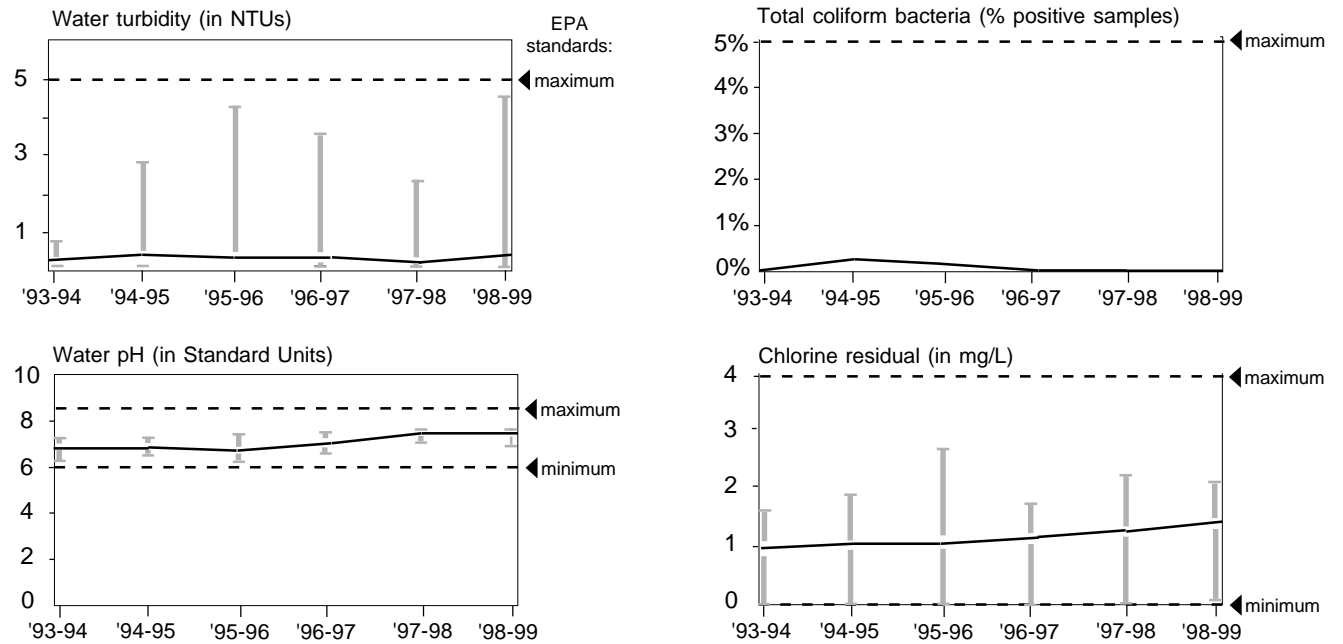 Water turbidity (in NTUs)
EPA
standards:
5
maximum
3
1
'93-94 '94-95 '95-96 '96-97 '97-98 '98-99
Total coliform bacteria (% positive samples)
5%
maximum
4%
3%
2%
1%
0%
'93-94 '94-95 '95-96 '96-97 '97-98 '98-99
Water pH (in Standard Units)
10
maximum
8
6
minimum
4
2
0
'93-94 '94-95 '95-96 '96-97 '97-98 '98-99
Chlorine residual (in mg/L)
4
maximum
3
2
1
0
minimum
'93-94 '94-95 '95-96 '96-97 '97-98 '98-99